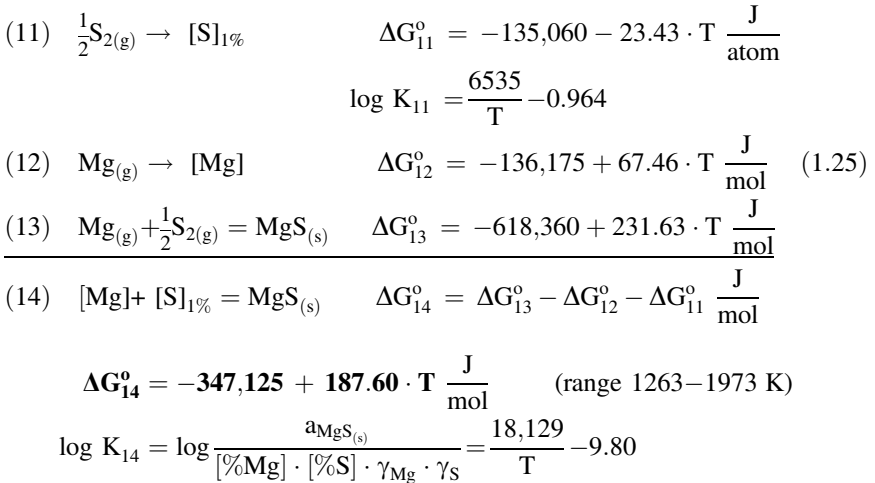 (11) ½S₂₍g₎ → [S]₁% ΔG°₁₁ = −135,060 − 23.43 · T J/atom
log K₁₁ = 6535/T −0.964
(12) Mg₍g₎ → [Mg] ΔG°₁₂ = −136,175 + 67.46 · T J/mol (1.25)
(13) Mg₍g₎+½S₂₍g₎ = MgS₍s₎ ΔG°₁₃ = −618,360 + 231.63 · T J/mol
(14) [Mg]+ [S]₁% = MgS₍s₎ ΔG°₁₄ = ΔG°₁₃ − ΔG°₁₂ − ΔG°₁₁ J/mol
ΔG°₁₄ = −347,125 + 187.60 · T J/mol (range 1263−1973 K)
log K₁₄ = log a_MgS₍s₎/[%Mg] · [%S] · γ_Mg · γ_S = 18,129/T −9.80